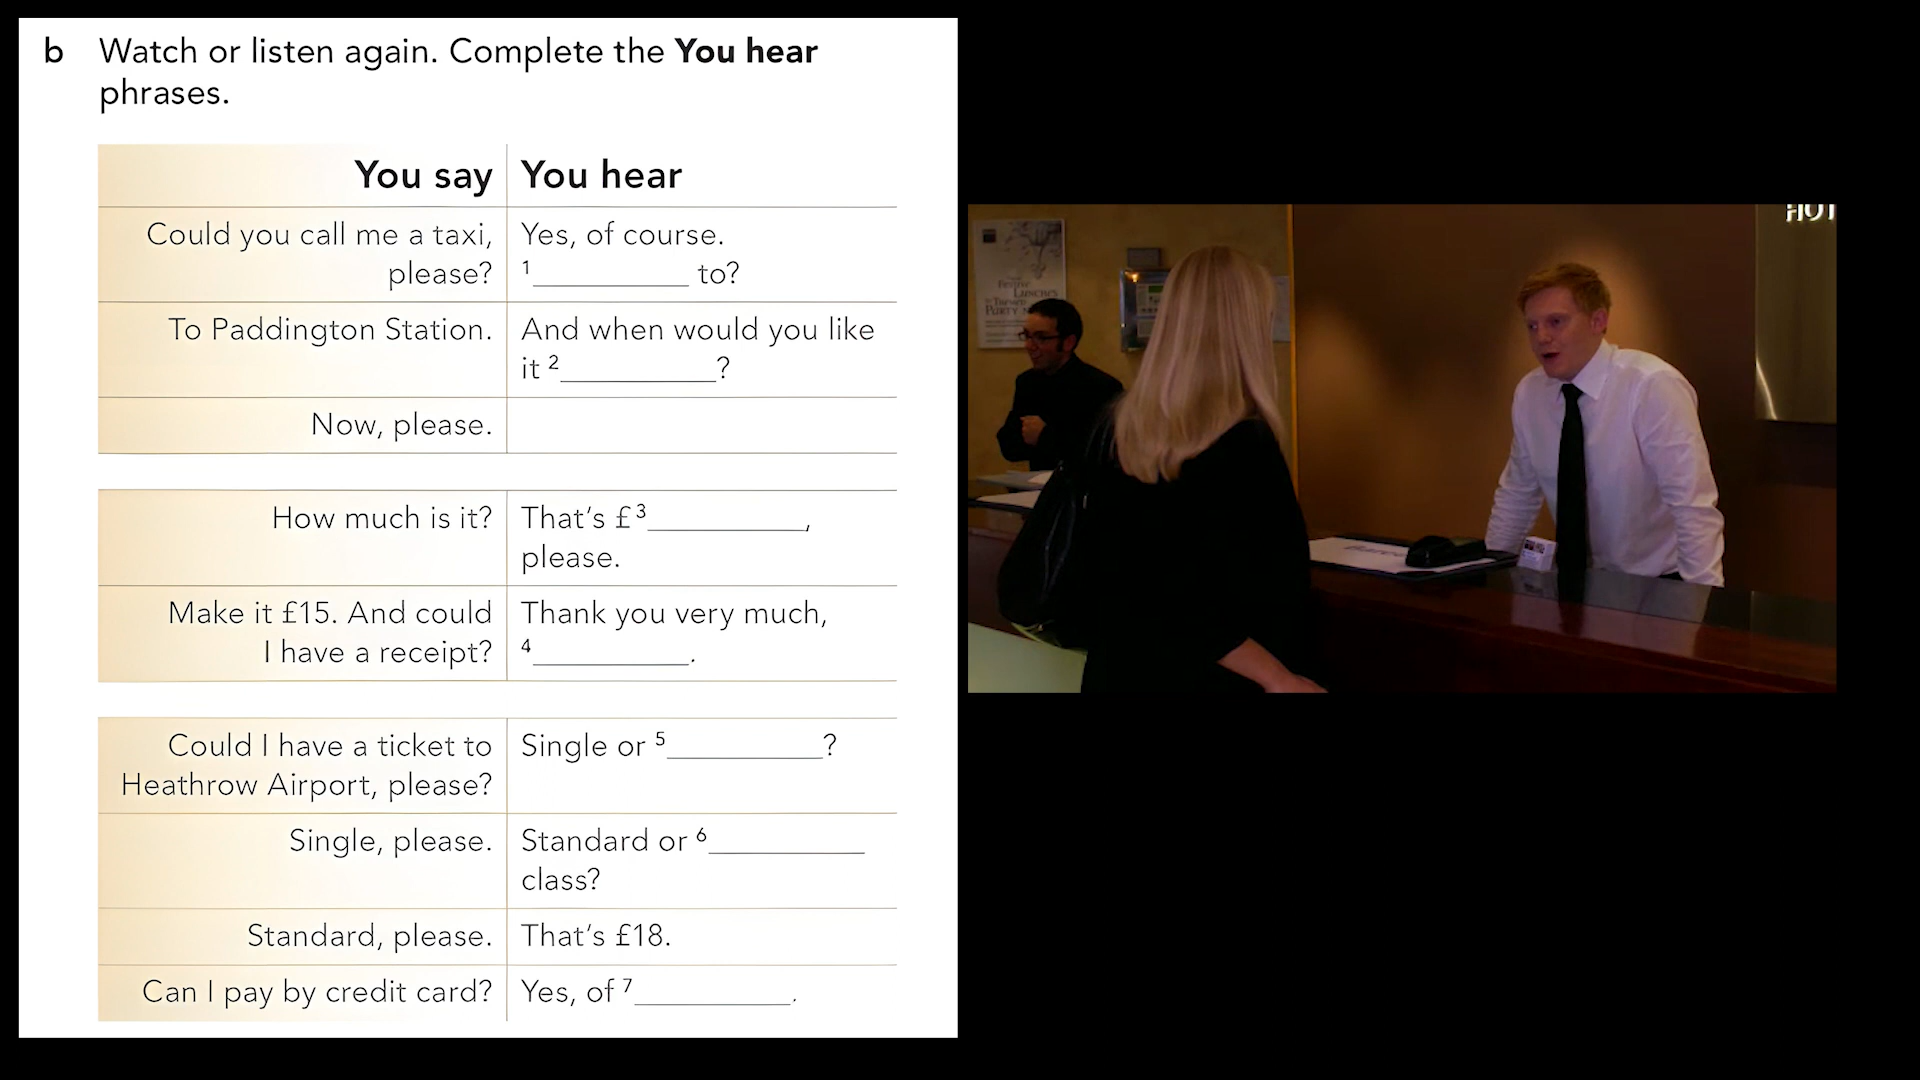 b Watch or listen again. Complete the You hear
phrases.
You say You hear
Could you call me a taxi, please? Yes, of course.
1__________ to?
To Paddington Station. And when would you like
it 2__________?
Now, please.
How much is it? That's £3__________,
please.
Make it £15. And could
I have a receipt? Thank you very much,
4__________.
Could I have a ticket to
Heathrow Airport, please? Single or 5__________?
Single, please. Standard or 6__________
class?
Standard, please. That's £18.
Can I pay by credit card? Yes, of 7__________.
FESTIVE
LUNCHES
PARTY
HOT